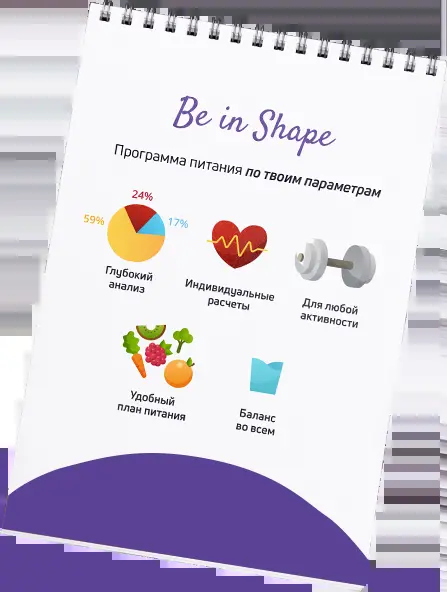 Be in Shape
Программа питания по твоим параметрам
24%
59%
17%
Глубокий
анализ
Индивидуальные
расчеты
Для любой
активности
Удобный
план питания
Баланс
во всем